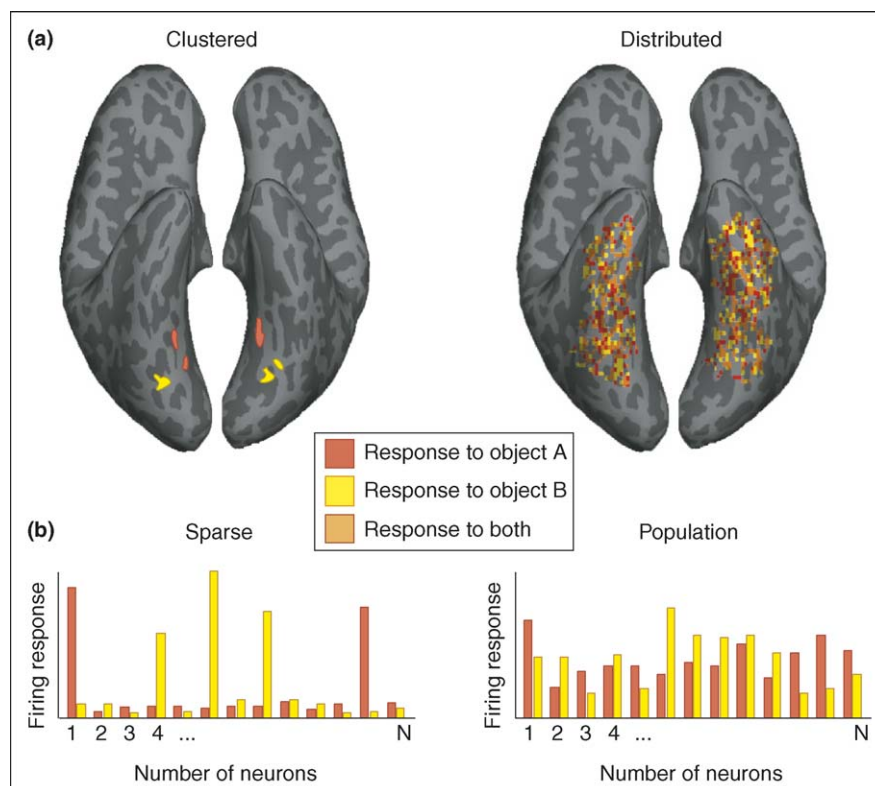 (a)
Clustered
Distributed
Response to object A
Response to object B
Response to both
(b)
Sparse
Population
Firing response
1 2 3 4 ... N
Number of neurons
Firing response
1 2 3 4 ... N
Number of neurons